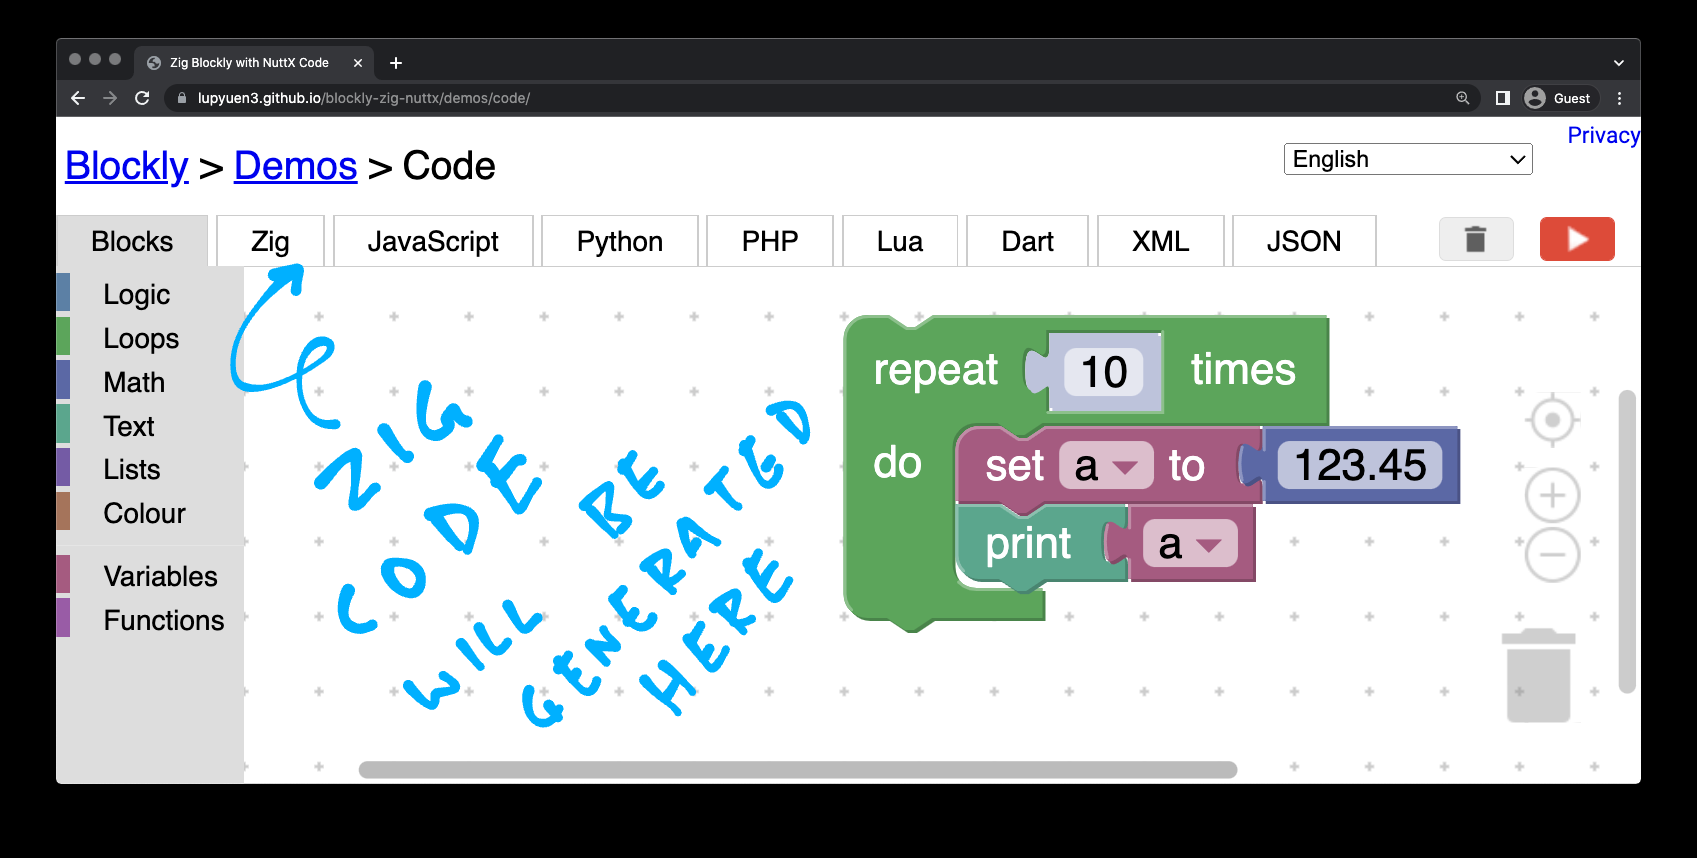 Zig Blockly with NuttX Code
lupyuen3.github.io/blockly-zig-nuttx/demos/code/
Guest
Privacy
Blockly > Demos > Code
English
Blocks
Zig
JavaScript
Python
PHP
Lua
Dart
XML
JSON
Logic
Loops
Math
Text
Lists
Colour
Variables
Functions
ZIG
CODE
WILL BE
GENERATED
HERE
repeat 10 times
do set a to 123.45
print a